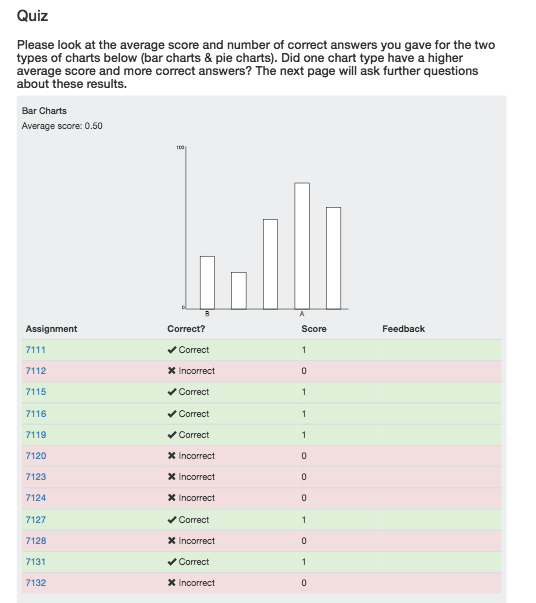 Quiz
Please look at the average score and number of correct answers you gave for the two
types of charts below (bar charts & pie charts). Did one chart type have a higher
average score and more correct answers? The next page will ask further questions
about these results.
Bar Charts
Average score: 0.50
100
0
B A
Assignment Correct? Score Feedback
7111 ✔ Correct 1
7112 ✖ Incorrect 0
7115 ✔ Correct 1
7116 ✔ Correct 1
7119 ✔ Correct 1
7120 ✖ Incorrect 0
7123 ✖ Incorrect 0
7124 ✖ Incorrect 0
7127 ✔ Correct 1
7128 ✖ Incorrect 0
7131 ✔ Correct 1
7132 ✖ Incorrect 0